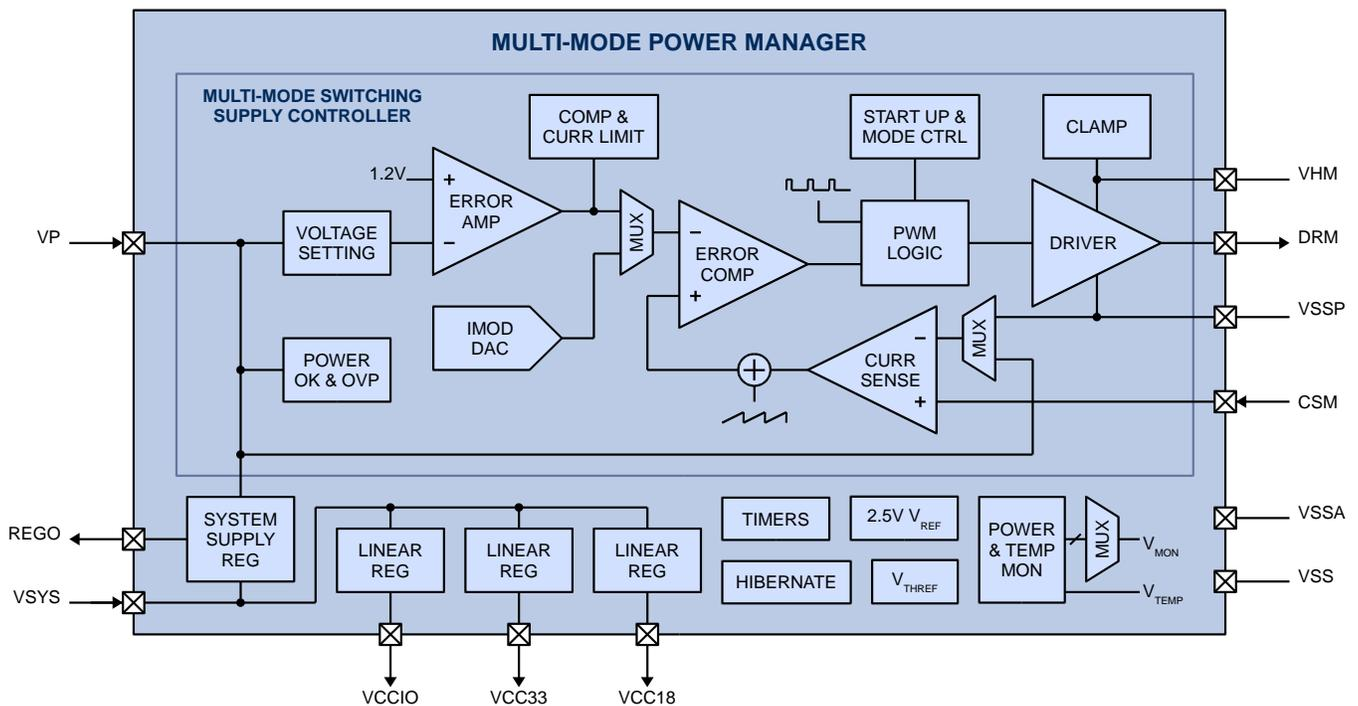 MULTI-MODE POWER MANAGER
MULTI-MODE SWITCHING
SUPPLY CONTROLLER
COMP &
CURR LIMIT
START UP &
MODE CTRL
CLAMP
1.2V
+
ERROR
AMP
−
VOLTAGE
SETTING
MUX
−
ERROR
COMP
+
PWM
LOGIC
DRIVER
VHM
VP
DRM
VSSP
IMOD
DAC
POWER
OK & OVP
+
−
CURR
SENSE
+
MUX
CSM
SYSTEM
SUPPLY
REG
REGO
VSYS
LINEAR
REG
LINEAR
REG
LINEAR
REG
TIMERS
2.5V VREF
HIBERNATE
VTHREF
POWER
& TEMP
MON
MUX
VMON
VTEMP
VSSA
VSS
VCCIO
VCC33
VCC18